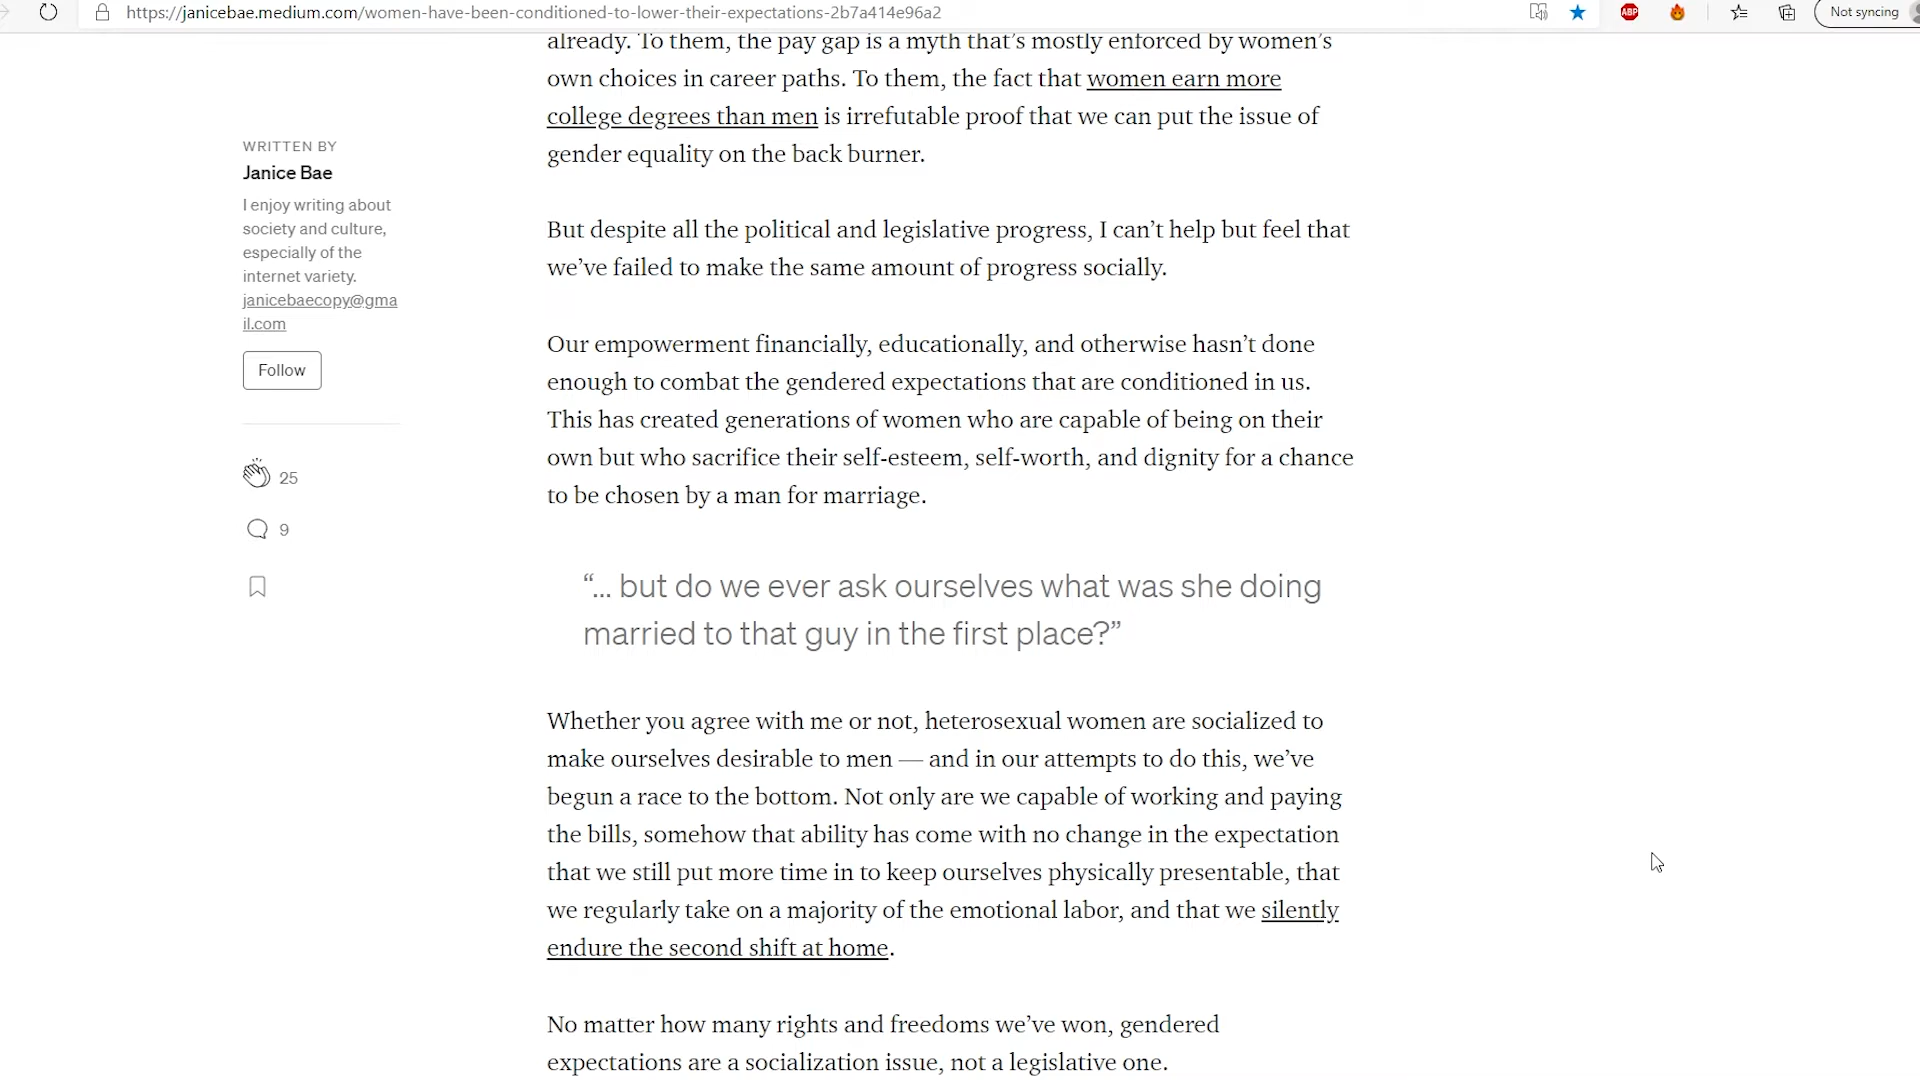 https://janicebae.medium.com/women-have-been-conditioned-to-lower-their-expectations-2b7a414e96a2
ABP
Not syncing
WRITTEN BY
Janice Bae
I enjoy writing about
society and culture,
especially of the
internet variety.
janicebaecopy@gma
il.com
Follow
25
9
already. To them, the pay gap is a myth that’s mostly enforced by women’s
own choices in career paths. To them, the fact that women earn more
college degrees than men is irrefutable proof that we can put the issue of
gender equality on the back burner.
But despite all the political and legislative progress, I can’t help but feel that
we’ve failed to make the same amount of progress socially.
Our empowerment financially, educationally, and otherwise hasn’t done
enough to combat the gendered expectations that are conditioned in us.
This has created generations of women who are capable of being on their
own but who sacrifice their self-esteem, self-worth, and dignity for a chance
to be chosen by a man for marriage.
“… but do we ever ask ourselves what was she doing
married to that guy in the first place?”
Whether you agree with me or not, heterosexual women are socialized to
make ourselves desirable to men — and in our attempts to do this, we’ve
begun a race to the bottom. Not only are we capable of working and paying
the bills, somehow that ability has come with no change in the expectation
that we still put more time in to keep ourselves physically presentable, that
we regularly take on a majority of the emotional labor, and that we silently
endure the second shift at home.
No matter how many rights and freedoms we’ve won, gendered
expectations are a socialization issue, not a legislative one.